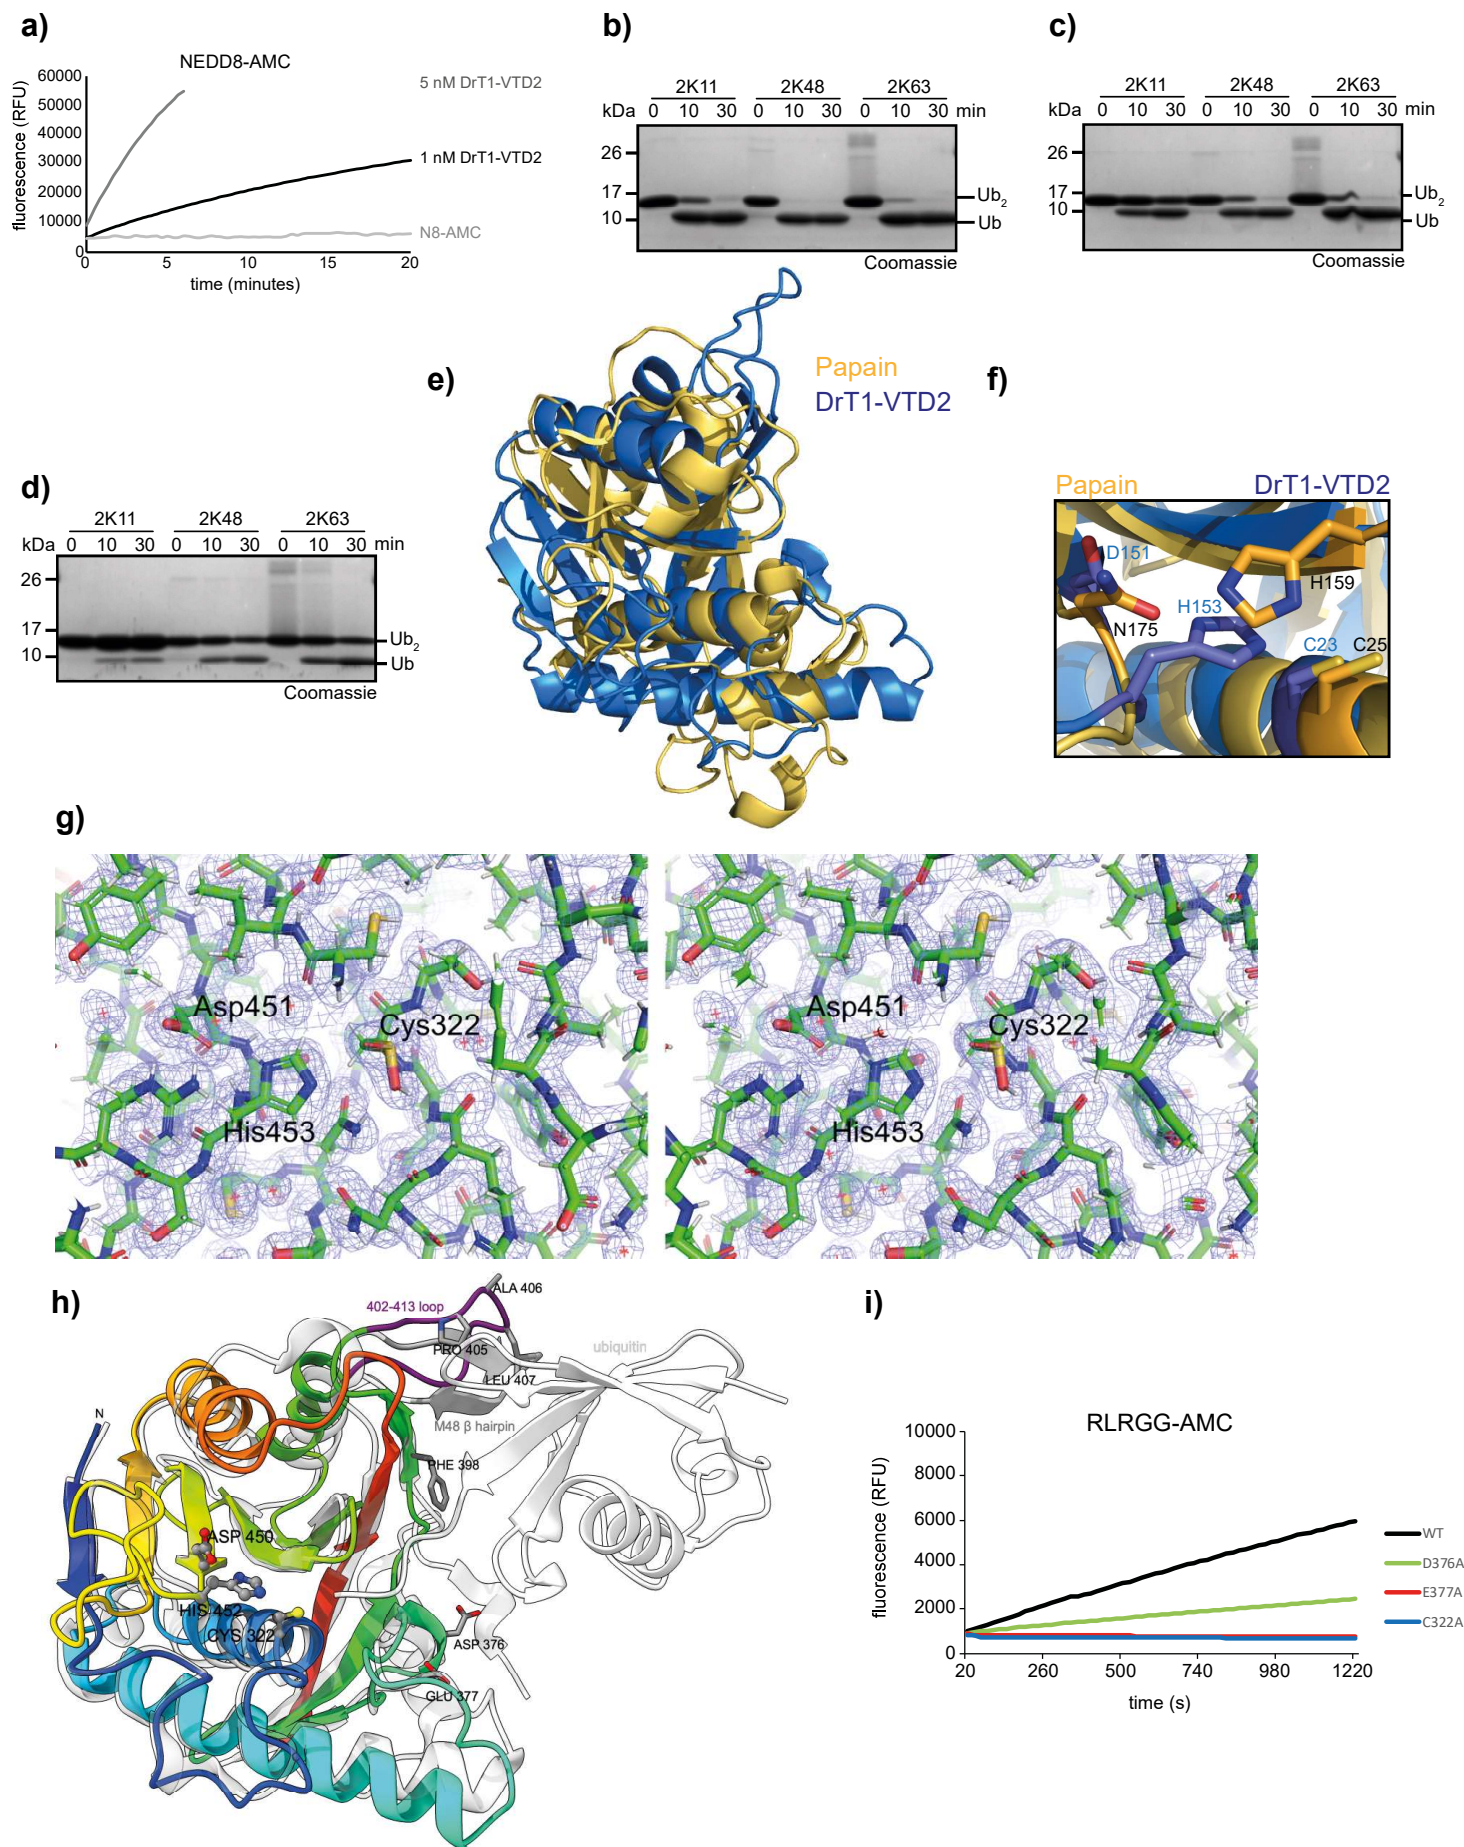 a)
NEDD8-AMC
fluorescence (RFU)
60000
50000
40000
30000
20000
10000
0
0 5 10 15 20
time (minutes)
5 nM DrT1-VTD2
1 nM DrT1-VTD2
N8-AMC
b)
2K11 2K48 2K63
kDa 0 10 30 0 10 30 0 10 30 min
26
17
10
Ub2
Ub
Coomassie
c)
2K11 2K48 2K63
kDa 0 10 30 0 10 30 0 10 30 min
26
17
10
Ub2
Ub
Coomassie
d)
2K11 2K48 2K63
kDa 0 10 30 0 10 30 0 10 30 min
26
17
10
Ub2
Ub
Coomassie
e)
Papain
DrT1-VTD2
f)
Papain DrT1-VTD2
D151
H159
H153
N175
C23 C25
g)
Asp451
Cys322
His453
Asp451
Cys322
His453
h)
ALA 406
402-413 loop
PRO 405
ubiquitin
LEU 407
M48 β hairpin
N
PHE 398
ASP 450
HIS 452
CYS 322
ASP 376
GLU 377
i)
RLRGG-AMC
fluorescence (RFU)
10000
8000
6000
4000
2000
0
20 260 500 740 980 1220
time (s)
WT
D376A
E377A
C322A